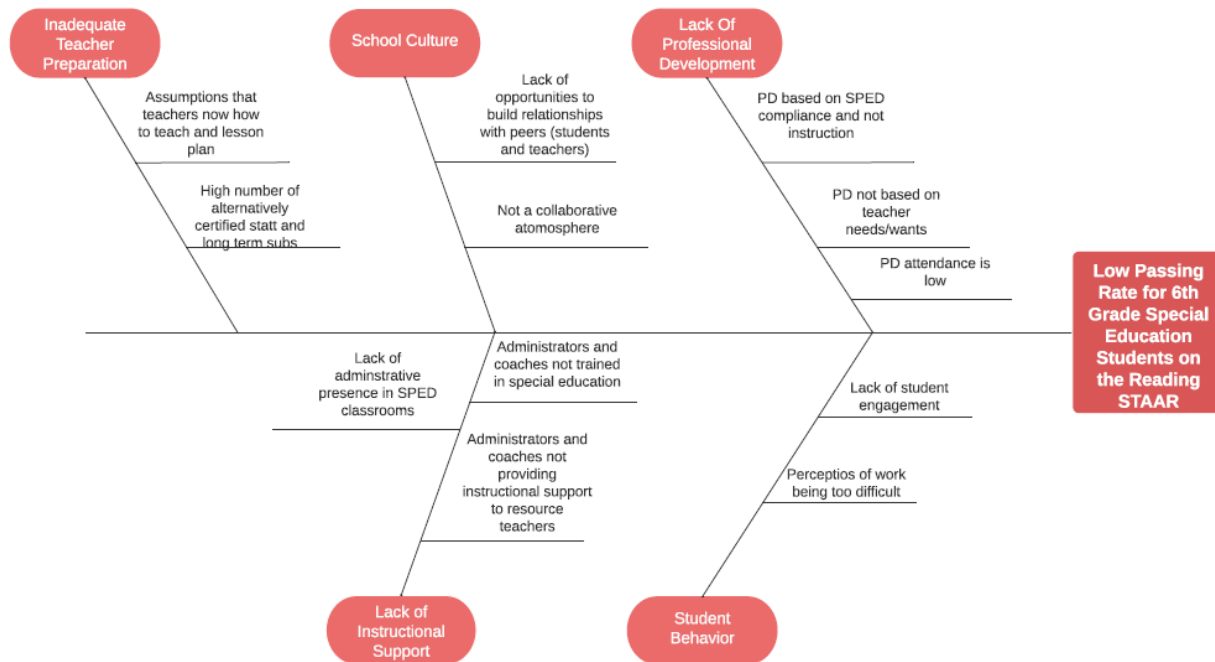 Inadequate
Teacher
Preparation
School Culture
Lack Of
Professional
Development
Assumptions that
teachers now how
to teach and lesson
plan
High number of
alternatively
certified statt and
long term subs
Lack of
opportunities to
build relationships
with peers (students
and teachers)
Not a collaborative
atomosphere
PD based on SPED
compliance and not
instruction
PD not based on
teacher
needs/wants
PD attendance is
low
Low Passing
Rate for 6th
Grade Special
Education
Students on
the Reading
STAAR
Lack of
adminstrative
presence in SPED
classrooms
Administrators and
coaches not trained
in special education
Administrators and
coaches not
providing
instructional support
to resource
teachers
Lack of student
engagement
Perceptios of work
being too difficult
Lack of
Instructional
Support
Student
Behavior